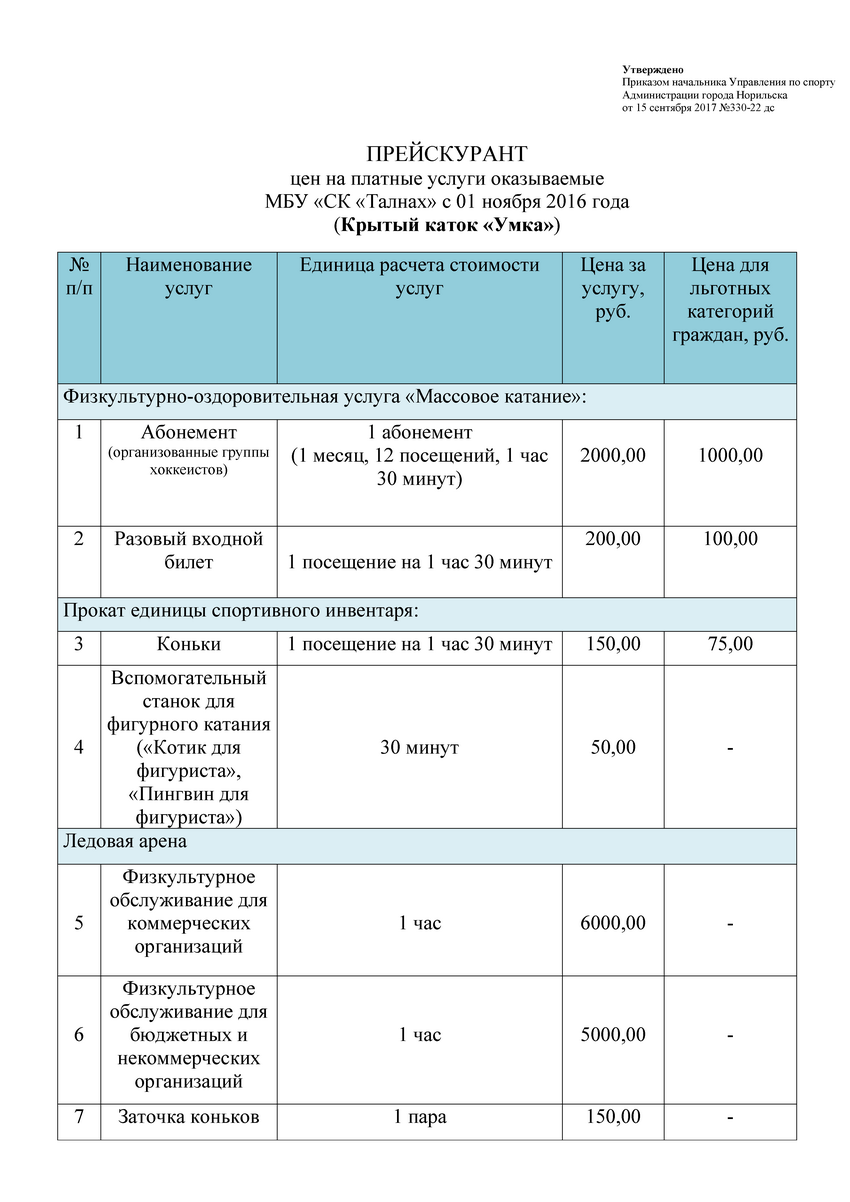 Утверждено
Приказом начальника Управления по спорту
Администрации города Норильска
от 15 сентября 2017 №330-22 дс
ПРЕЙСКУРАНТ
цен на платные услуги оказываемые
МБУ «СК «Талнах» с 01 ноября 2016 года
(Крытый каток «Умка»)
№ п/п
Наименование
услуг
Единица расчета стоимости
услуг
Цена за
услугу,
руб.
Цена для
льготных
категорий
граждан, руб.
Физкультурно-оздоровительная услуга «Массовое катание»:
1
Абонемент
(организованные группы
хоккеистов)
1 абонемент
(1 месяц, 12 посещений, 1 час
30 минут)
2000,00
1000,00
2
Разовый входной
билет
1 посещение на 1 час 30 минут
200,00
100,00
Прокат единицы спортивного инвентаря:
3
Коньки
1 посещение на 1 час 30 минут
150,00
75,00
4
Вспомогательный
станок для
фигурного катания
(«Котик для
фигуриста»,
«Пингвин для
фигуриста»)
30 минут
50,00
-
Ледовая арена
5
Физкультурное
обслуживание для
коммерческих
организаций
1 час
6000,00
-
6
Физкультурное
обслуживание для
бюджетных и
некоммерческих
организаций
1 час
5000,00
-
7
Заточка коньков
1 пара
150,00
-